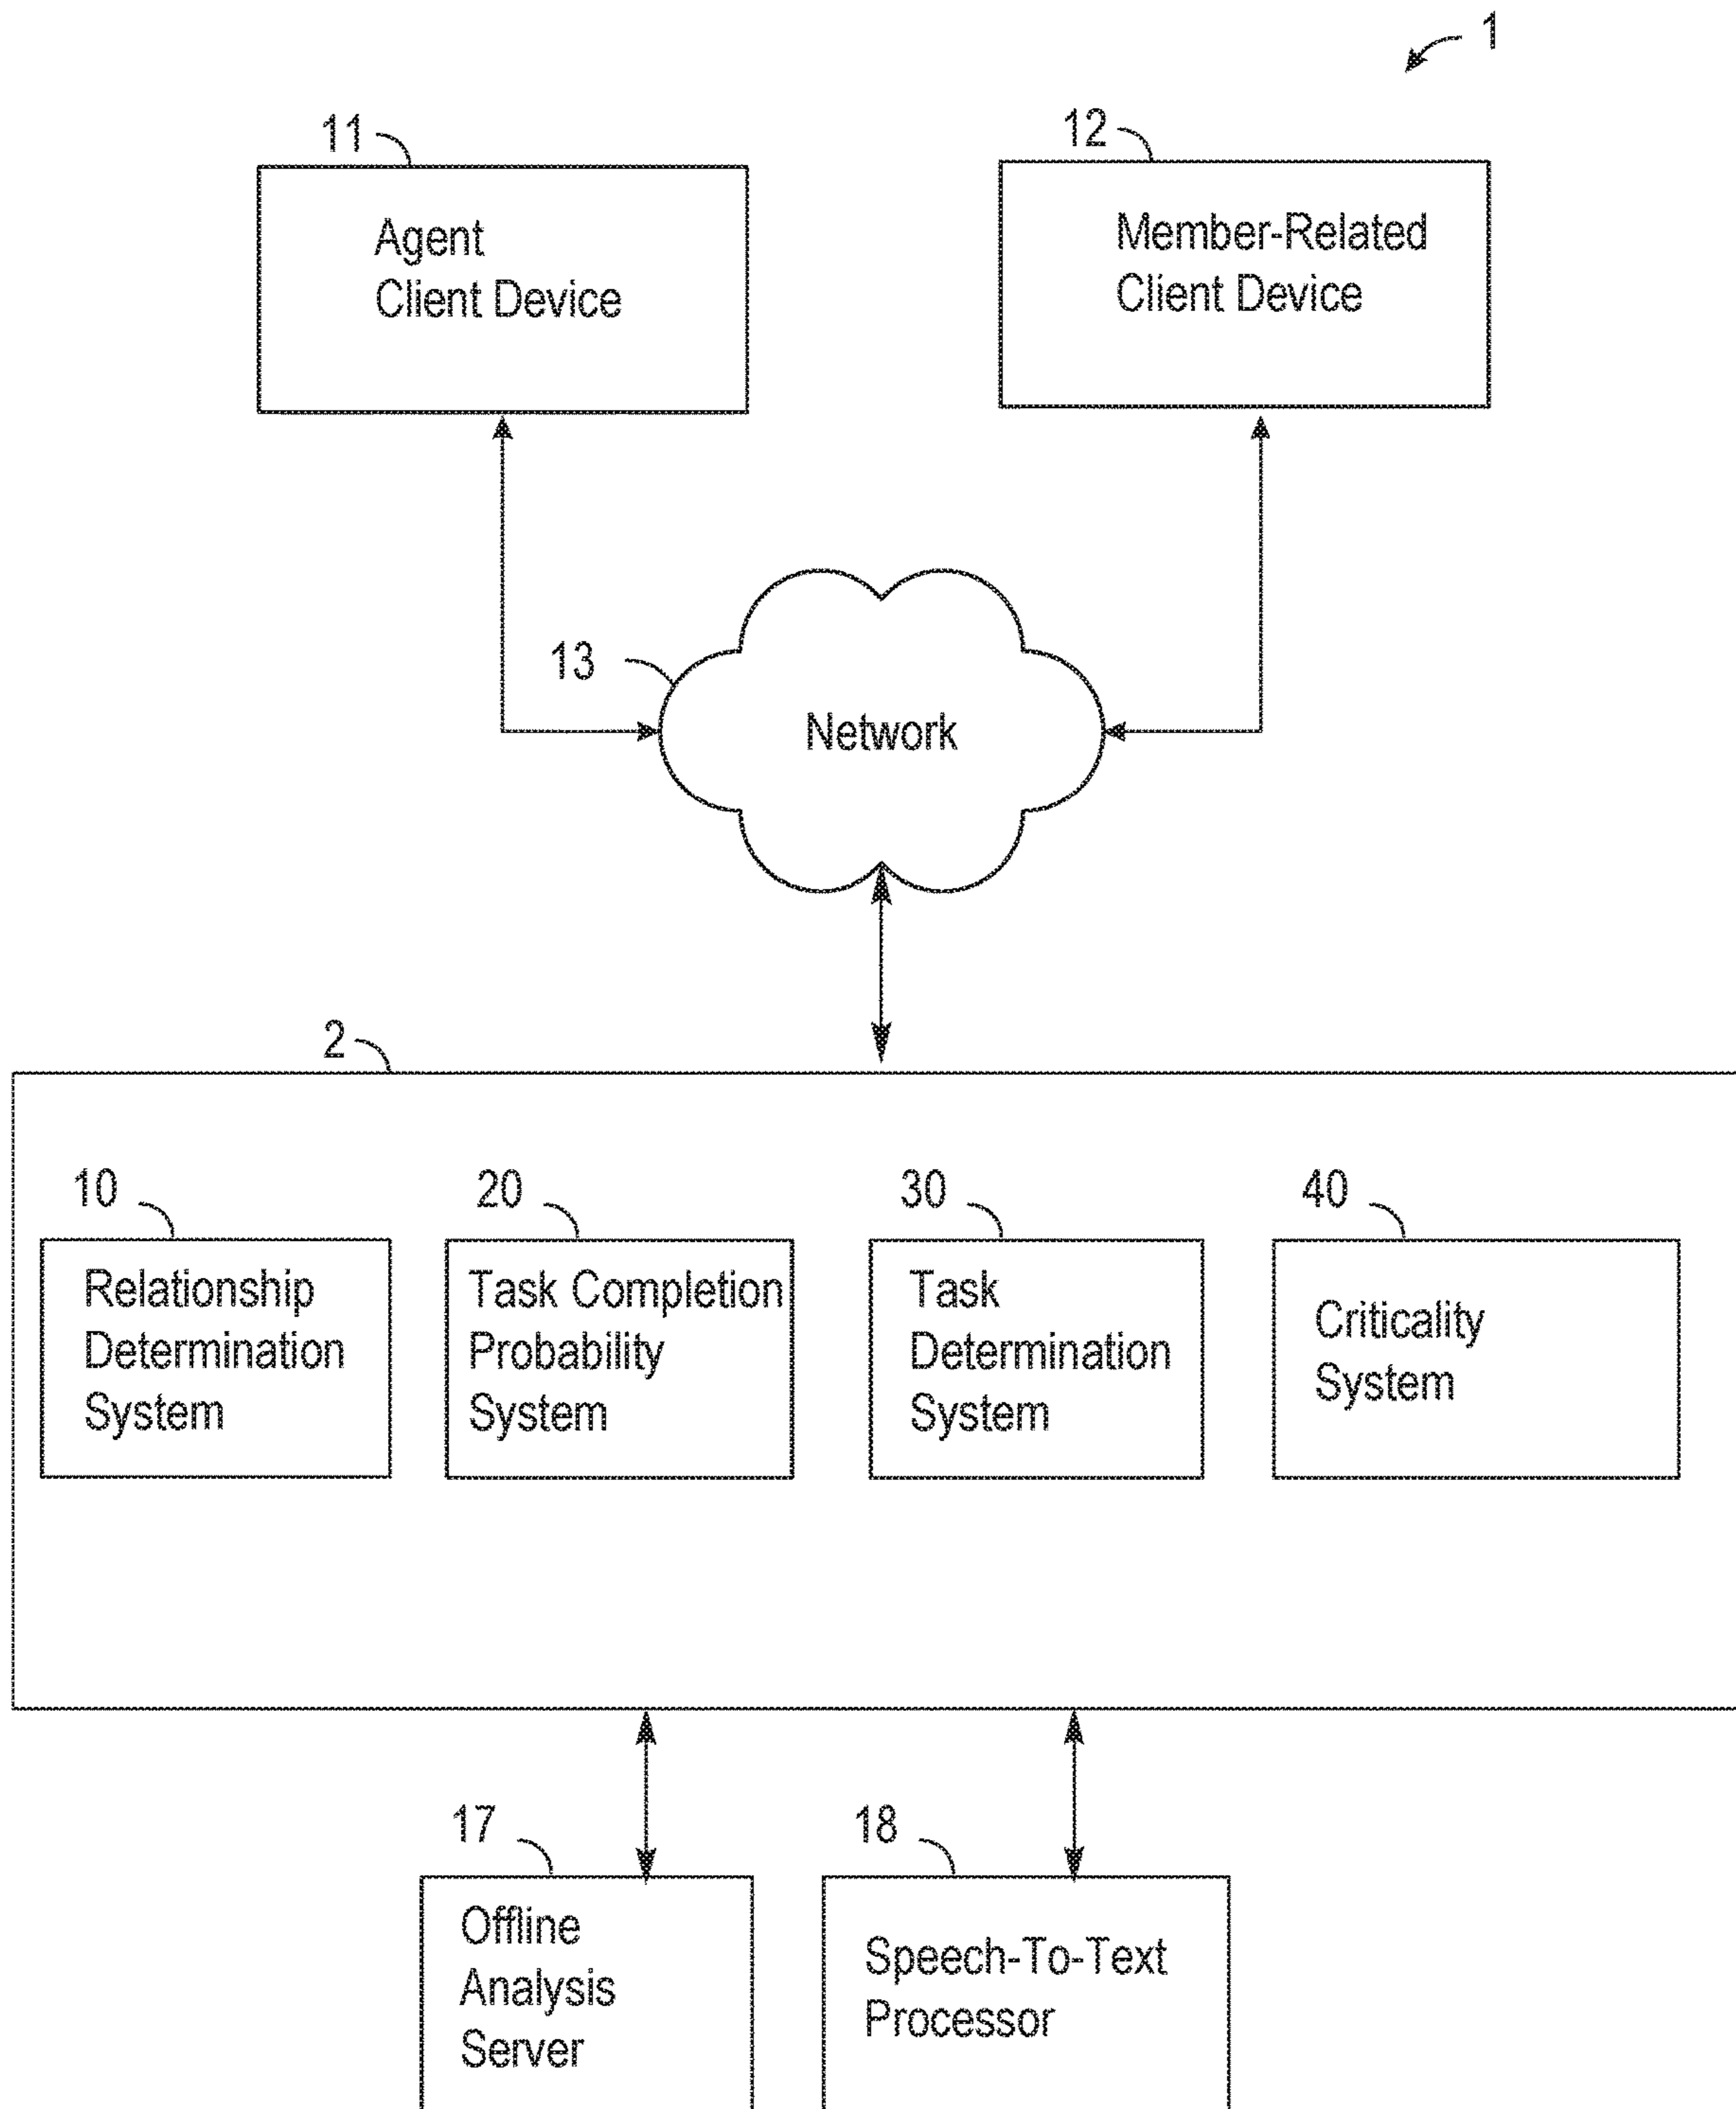 1
11
12
Agent
Client Device
Member-Related
Client Device
13
Network
2
10
20
30
40
Relationship
Determination
System
Task Completion
Probability
System
Task
Determination
System
Criticality
System
17
18
Offline
Analysis
Server
Speech-To-Text
Processor